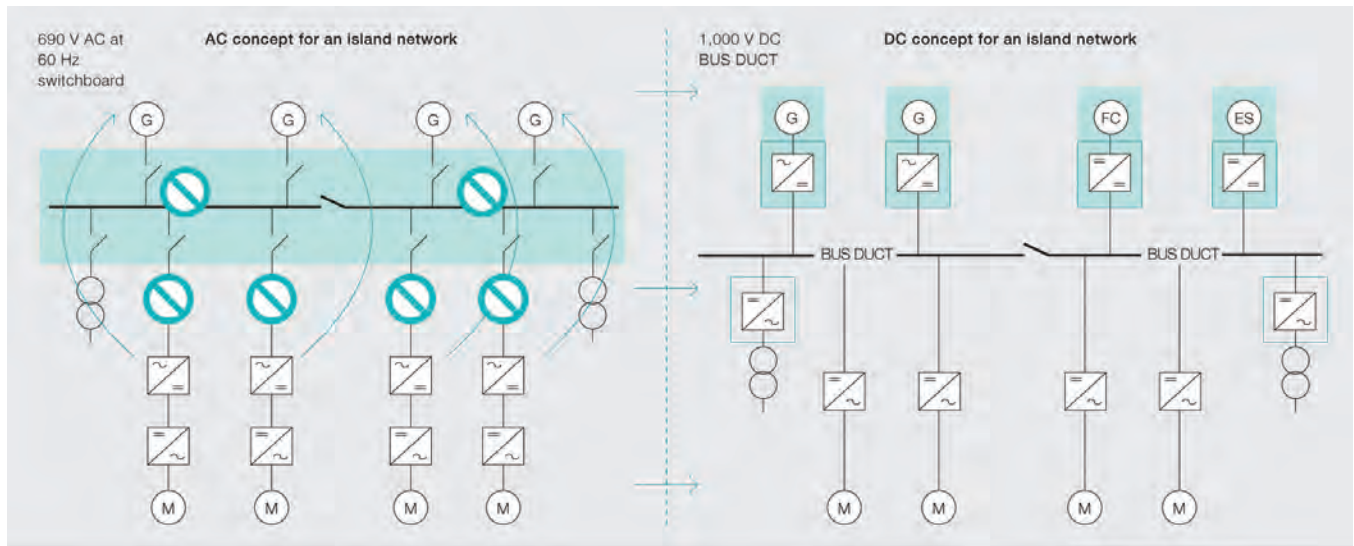 690 V AC at
60 Hz
switchboard
AC concept for an island network
G
G
G
G
M
M
M
M
1,000 V DC
BUS DUCT
DC concept for an island network
G
G
FC
ES
BUS DUCT
BUS DUCT
M
M
M
M